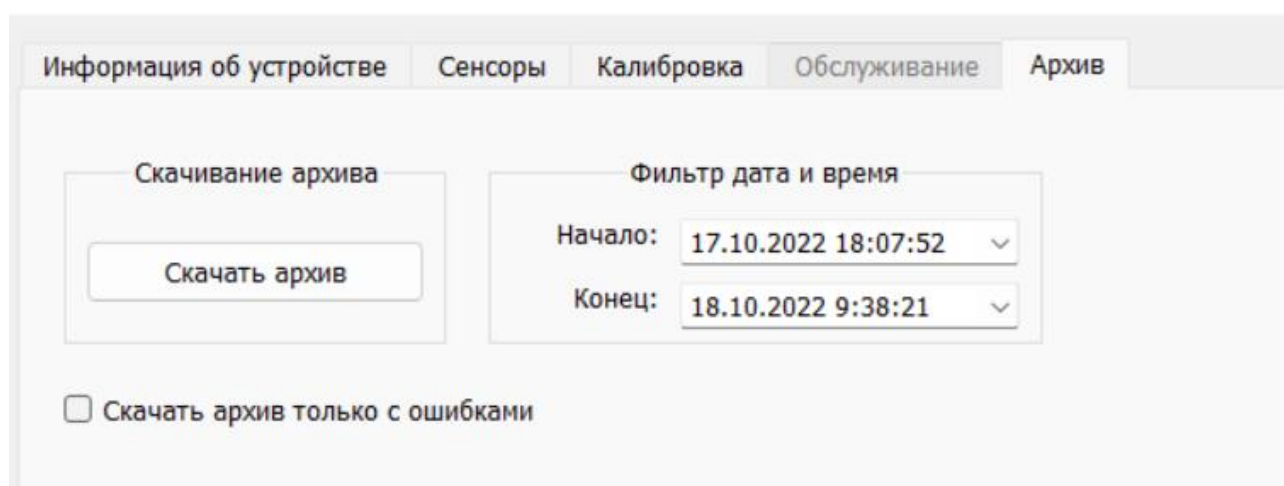 Информация об устройстве Сенсоры Калибровка Обслуживание Архив
Скачивание архива
Скачать архив
Фильтр дата и время
Начало: 17.10.2022 18:07:52
Конец: 18.10.2022 9:38:21
Скачать архив только с ошибками